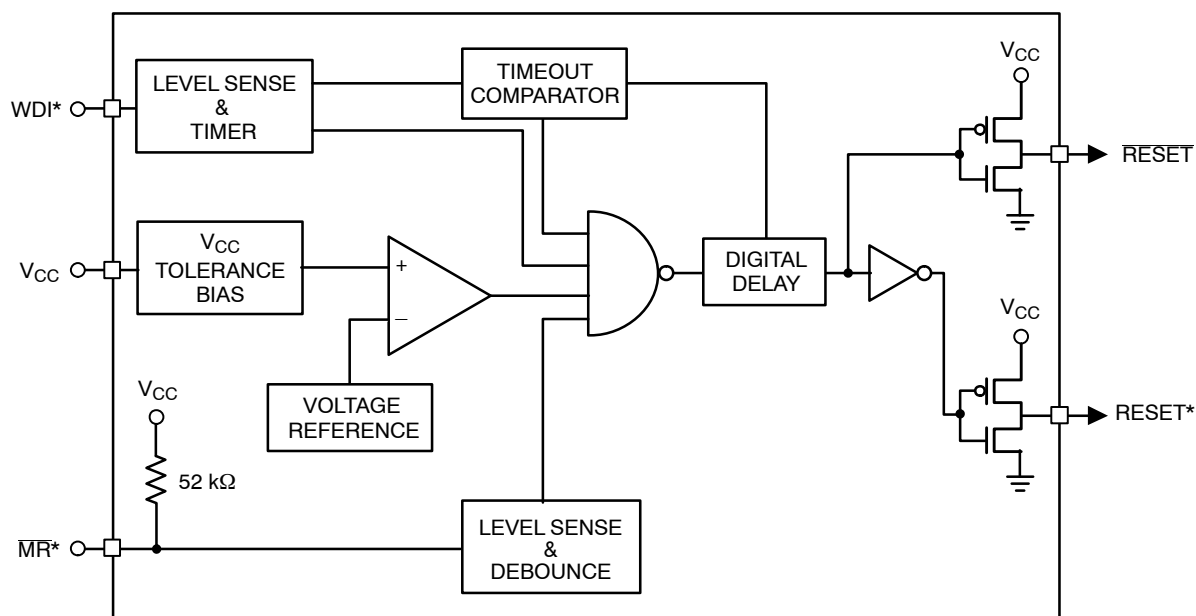 WDI*
LEVEL SENSE
&
TIMER
TIMEOUT
COMPARATOR
VCC
RESET
VCC
VCC
TOLERANCE
BIAS
+
–
DIGITAL
DELAY
VOLTAGE
REFERENCE
VCC
RESET*
VCC
52 kΩ
MR*
LEVEL SENSE
&
DEBOUNCE